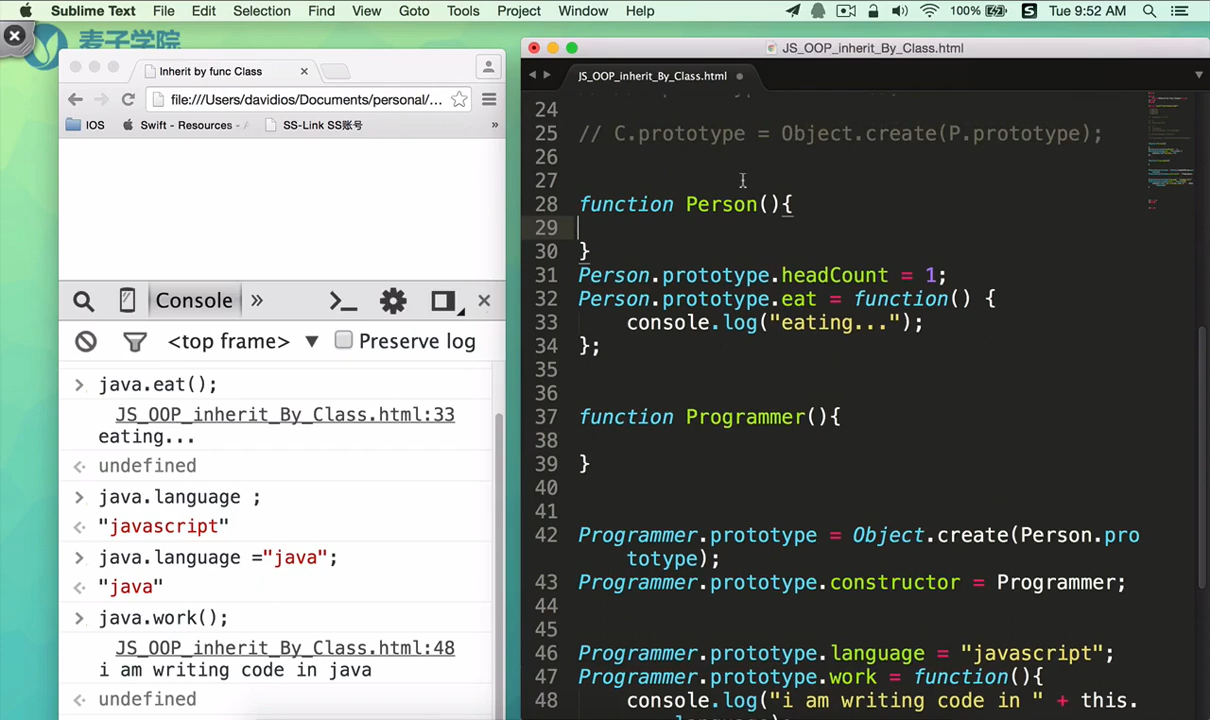 Sublime Text File Edit Selection Find View Goto Tools Project Window Help 100% S Tue 9:52 AM
麦子学院
Inherit by func Class
file:///Users/davidios/Documents/personal/...
IOS Swift - Resources - SS-Link SS账号 »
Console »
<top frame> ▼ Preserve log
> java.eat();
JS_OOP_inherit_By_Class.html:33
eating...
undefined
> java.language ;
"javascript"
> java.language ="java";
"java"
> java.work();
JS_OOP_inherit_By_Class.html:48
i am writing code in java
undefined
JS_OOP_inherit_By_Class.html
JS_OOP_inherit_By_Class.html
24
25 // C.prototype = Object.create(P.prototype);
26
27
28 function Person(){
29
30 }
31 Person.prototype.headCount = 1;
32 Person.prototype.eat = function() {
33 console.log("eating...");
34 };
35
36
37 function Programmer(){
38
39 }
40
41
42 Programmer.prototype = Object.create(Person.pro
totype);
43 Programmer.prototype.constructor = Programmer;
44
45
46 Programmer.prototype.language = "javascript";
47 Programmer.prototype.work = function(){
48 console.log("i am writing code in " + this.
language);